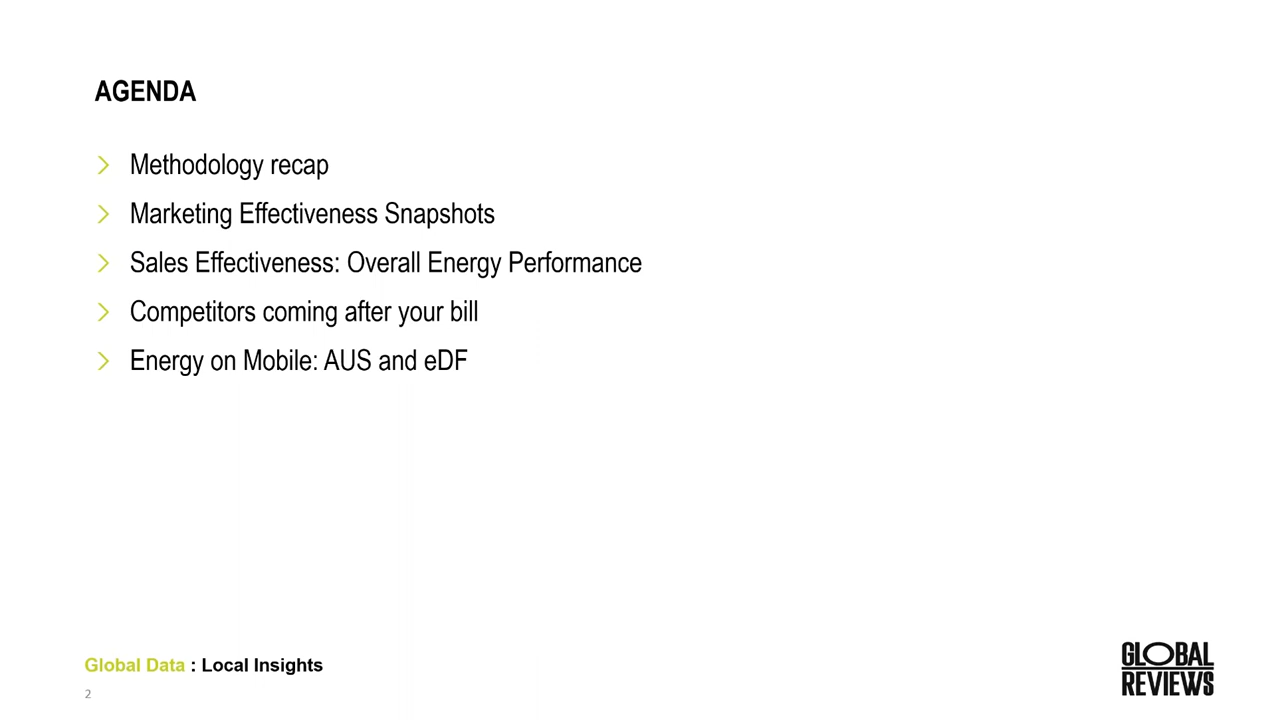 AGENDA
Methodology recap
Marketing Effectiveness Snapshots
Sales Effectiveness: Overall Energy Performance
Competitors coming after your bill
Energy on Mobile: AUS and eDF
Global Data : Local Insights
2
GLOBAL
REVIEWS